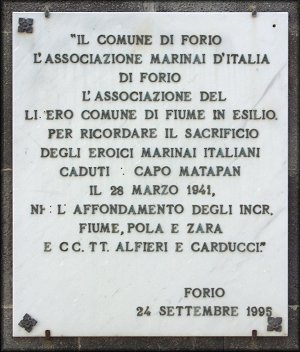 "IL COMUNE DI FORIO
L'ASSOCIAZIONE MARINAI D'ITALIA
DI FORIO
L'ASSOCIAZIONE DEL
LI ERO COMUNE DI FIUME IN ESILIO.
PER RICORDARE IL SACRIFICIO
DEGLI EROICI MARINAI ITALIANI
CADUTI CAPO MATAPAN
IL 28 MARZO 1941,
L'AFFONDAMENTO DEGLI INCR.
FIUME, POLA E ZARA
E CC. TT. ALFIERI E CARDUCCI."
FORIO
24 SETTEMBRE 1995